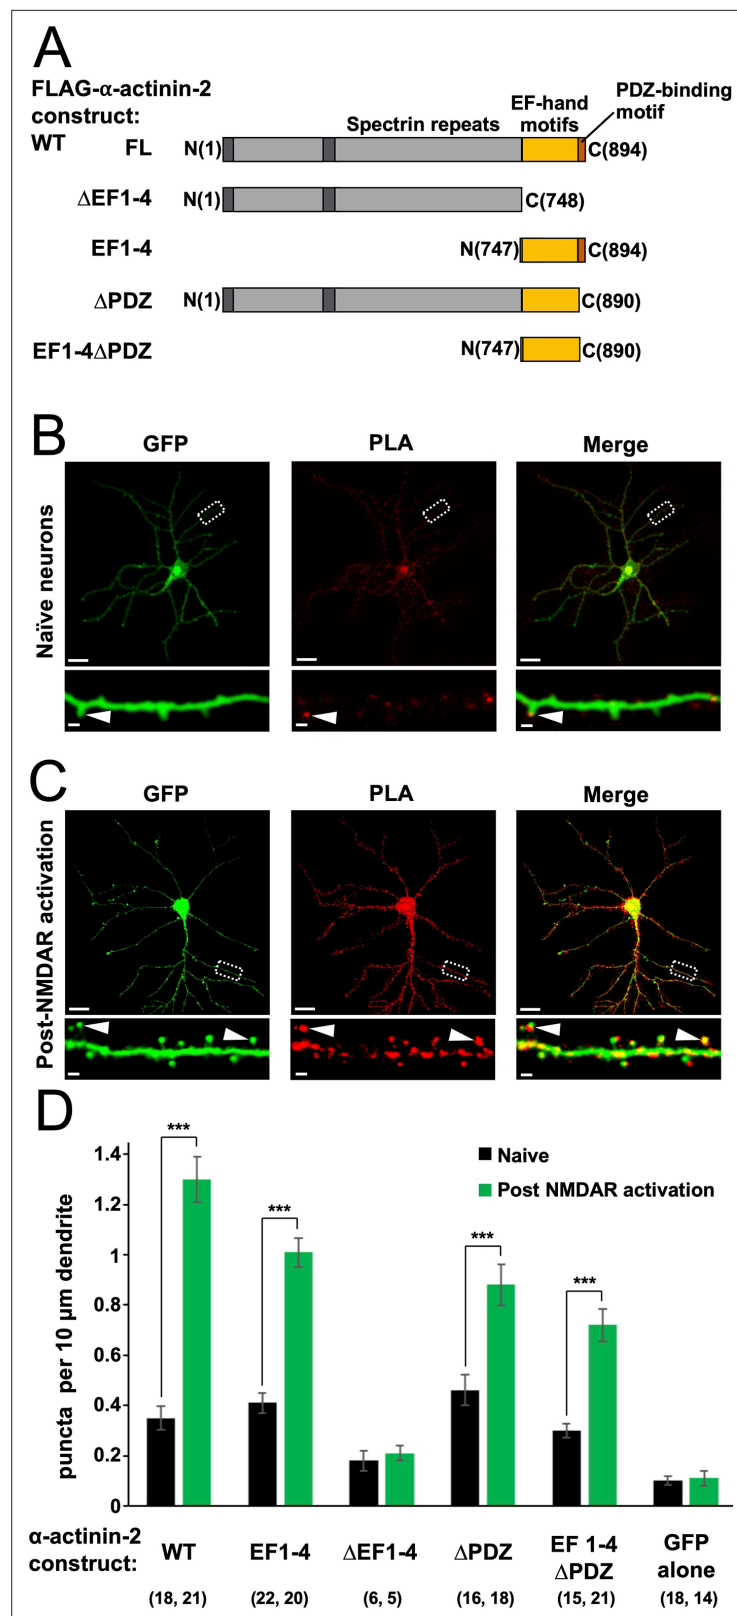 A
FLAG-α-actinin-2
construct:
WT
PDZ-binding
motif
EF-hand
motifs
Spectrin repeats
FL N(1) C(894)
ΔEF1-4 N(1) C(748)
EF1-4 N(747) C(894)
ΔPDZ N(1) C(890)
EF1-4ΔPDZ N(747) C(890)
B
GFP PLA Merge
Naïve neurons
C
GFP PLA Merge
Post-NMDAR activation
D
puncta per 10 µm dendrite
1.4
1.2
1
0.8
0.6
0.4
0.2
0
*** *** *** ***
Naive
Post NMDAR activation
α-actinin-2
construct:
WT EF1-4 ΔEF1-4 ΔPDZ EF 1-4 ΔPDZ GFP alone
(18, 21) (22, 20) (6, 5) (16, 18) (15, 21) (18, 14)